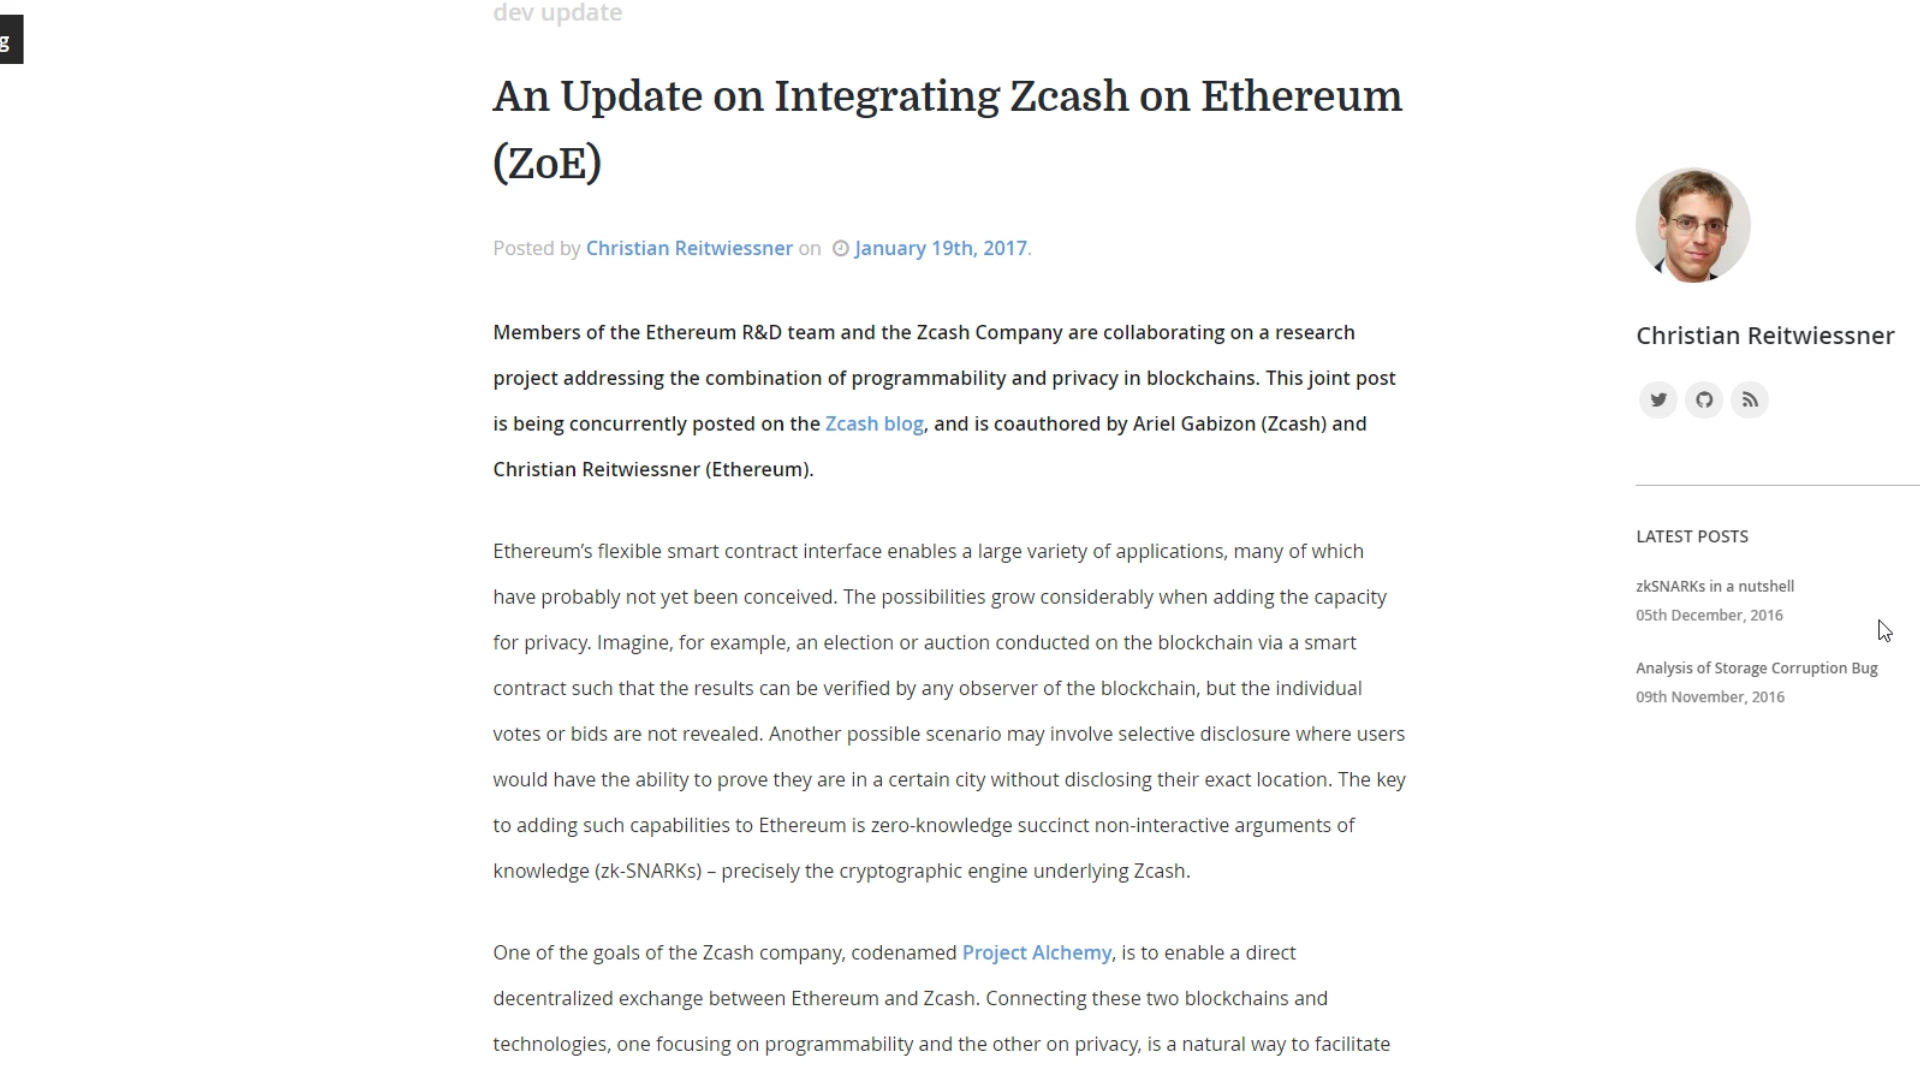 dev update
g
An Update on Integrating Zcash on Ethereum
(ZoE)
Posted by Christian Reitwiessner on January 19th, 2017.
Members of the Ethereum R&D team and the Zcash Company are collaborating on a research
project addressing the combination of programmability and privacy in blockchains. This joint post
is being concurrently posted on the Zcash blog, and is coauthored by Ariel Gabizon (Zcash) and
Christian Reitwiessner (Ethereum).
Ethereum’s flexible smart contract interface enables a large variety of applications, many of which
have probably not yet been conceived. The possibilities grow considerably when adding the capacity
for privacy. Imagine, for example, an election or auction conducted on the blockchain via a smart
contract such that the results can be verified by any observer of the blockchain, but the individual
votes or bids are not revealed. Another possible scenario may involve selective disclosure where users
would have the ability to prove they are in a certain city without disclosing their exact location. The key
to adding such capabilities to Ethereum is zero-knowledge succinct non-interactive arguments of
knowledge (zk-SNARKs) – precisely the cryptographic engine underlying Zcash.
One of the goals of the Zcash company, codenamed Project Alchemy, is to enable a direct
decentralized exchange between Ethereum and Zcash. Connecting these two blockchains and
technologies, one focusing on programmability and the other on privacy, is a natural way to facilitate
Christian Reitwiessner
LATEST POSTS
zkSNARKs in a nutshell
05th December, 2016
Analysis of Storage Corruption Bug
09th November, 2016